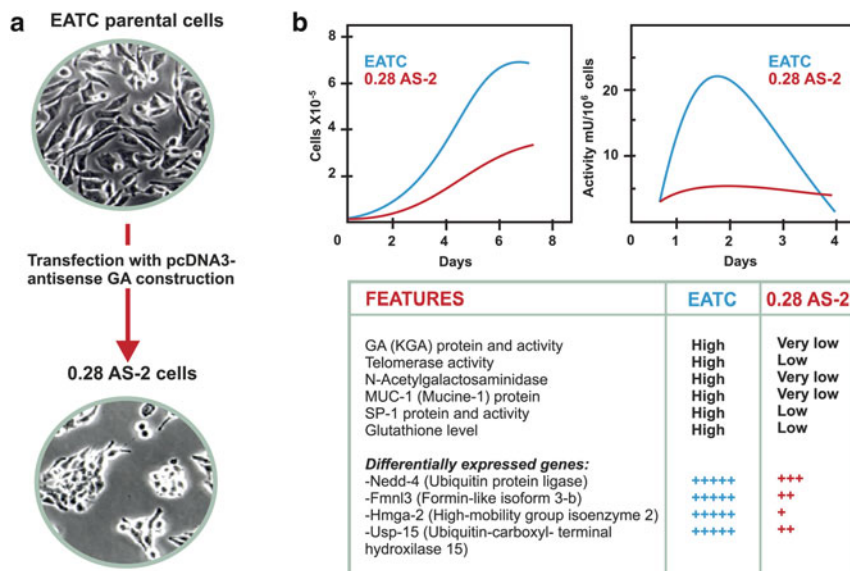 a
EATC parental cells
Transfection with pcDNA3-
antisense GA construction
0.28 AS-2 cells
b
8
6
4
2
0
2
4
6
8
Cells X10⁻⁵
Days
EATC
0.28 AS-2
20
10
0
1
2
3
4
Activity mU/10⁶ cells
Days
EATC
0.28 AS-2
FEATURES EATC 0.28 AS-2
GA (KGA) protein and activity High Very low
Telomerase activity High Low
N-Acetylgalactosaminidase High Very low
MUC-1 (Mucine-1) protein High Very low
SP-1 protein and activity High Low
Glutathione level High Low
Differentially expressed genes:
-Nedd-4 (Ubiquitin protein ligase) +++++ +++
-Fmnl3 (Formin-like isoform 3-b) +++++ ++
-Hmga-2 (High-mobility group isoenzyme 2) +++++ +
-Usp-15 (Ubiquitin-carboxyl- terminal +++++ ++
hydroxilase 15)